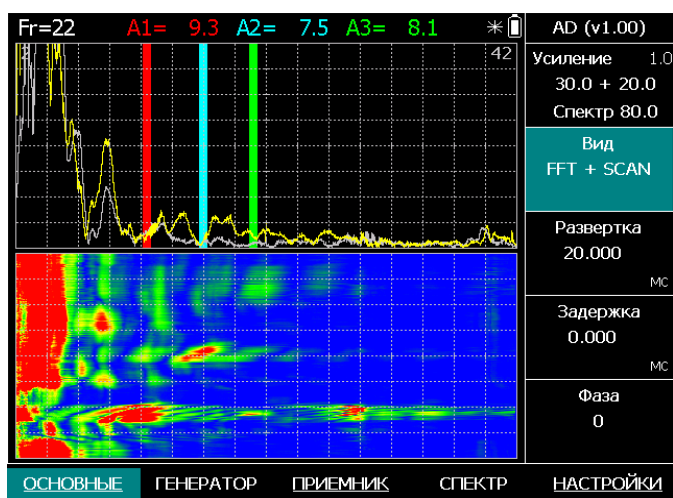 Fr=22 A1= 9.3 A2= 7.5 A3= 8.1
2 42
AD (v1.00)
Усиление 1.0
30.0 + 20.0
Спектр 80.0
Вид
FFT + SCAN
Развертка
20.000
МС
Задержка
0.000
МС
Фаза
0
ОСНОВНЫЕ ГЕНЕРАТОР ПРИЕМНИК СПЕКТР НАСТРОЙКИ